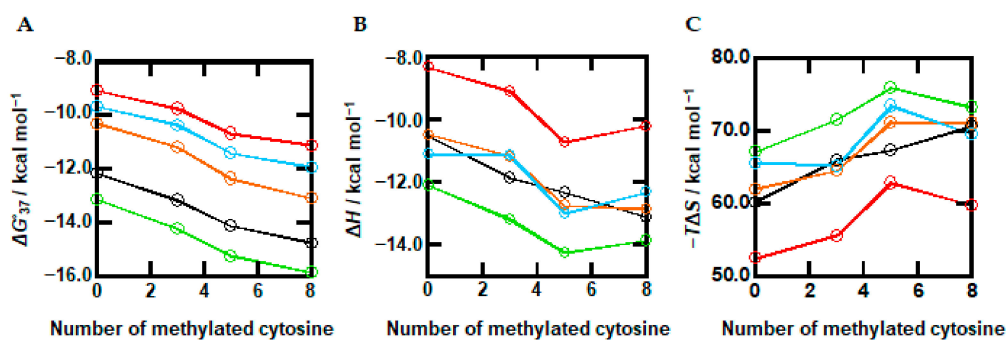 A
ΔG°37 / kcal mol−1
−8.0
−10.0
−12.0
−14.0
−16.0
0 2 4 6 8
Number of methylated cytosine
B
ΔH / kcal mol−1
−8.0
−10.0
−12.0
−14.0
0 2 4 6 8
Number of methylated cytosine
C
−TΔS / kcal mol−1
80.0
70.0
60.0
50.0
0 2 4 6 8
Number of methylated cytosine